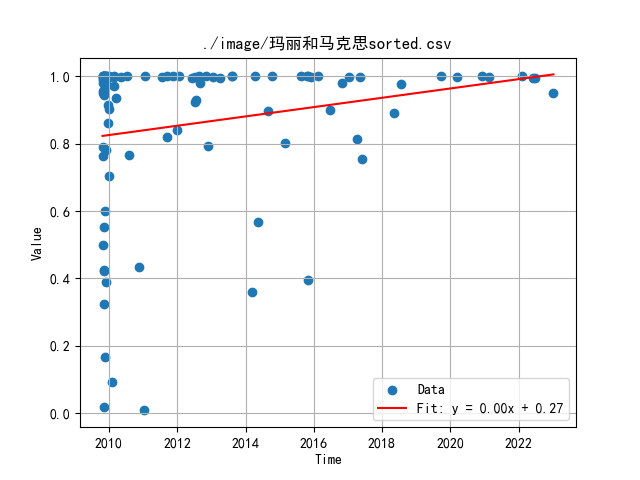 ./image/玛丽和马克思sorted.csv
1.0
0.8
0.6
0.4
0.2
0.0
Value
2010 2012 2014 2016 2018 2020 2022
Time
Data
Fit: y = 0.00x + 0.27